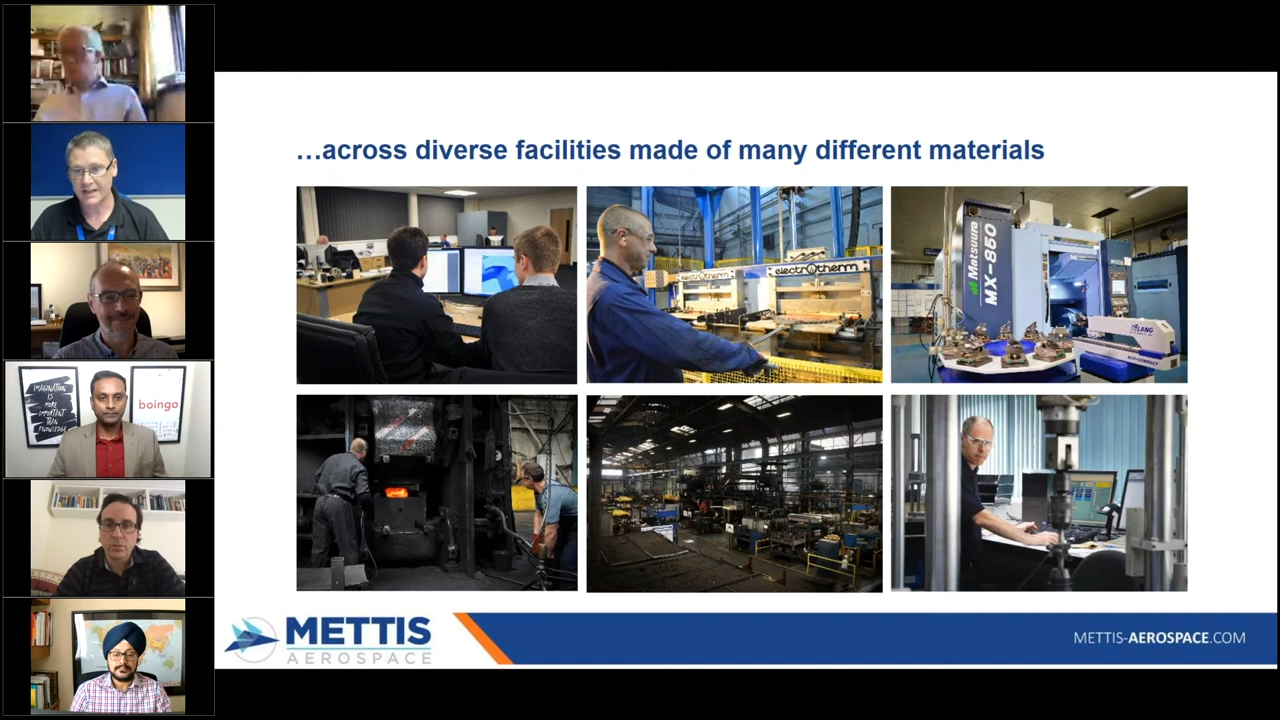 IMAGINATION
IS
MORE
IMPORTANT
THAN
KNOWLEDGE
boingo
...across diverse facilities made of many different materials
electrotherm
electrotherm
Matsuura
MX-850
LANG
METTIS
AEROSPACE
METTIS-AEROSPACE.COM